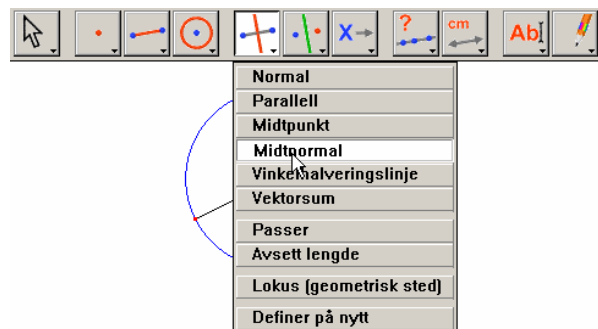 ?
cm
X
Ab
Normal
Parallell
Midtpunkt
Midtnormal
Vinkelhalveringslinje
Vektorsum
Passer
Avsett lengde
Lokus (geometrisk sted)
Definer på nytt